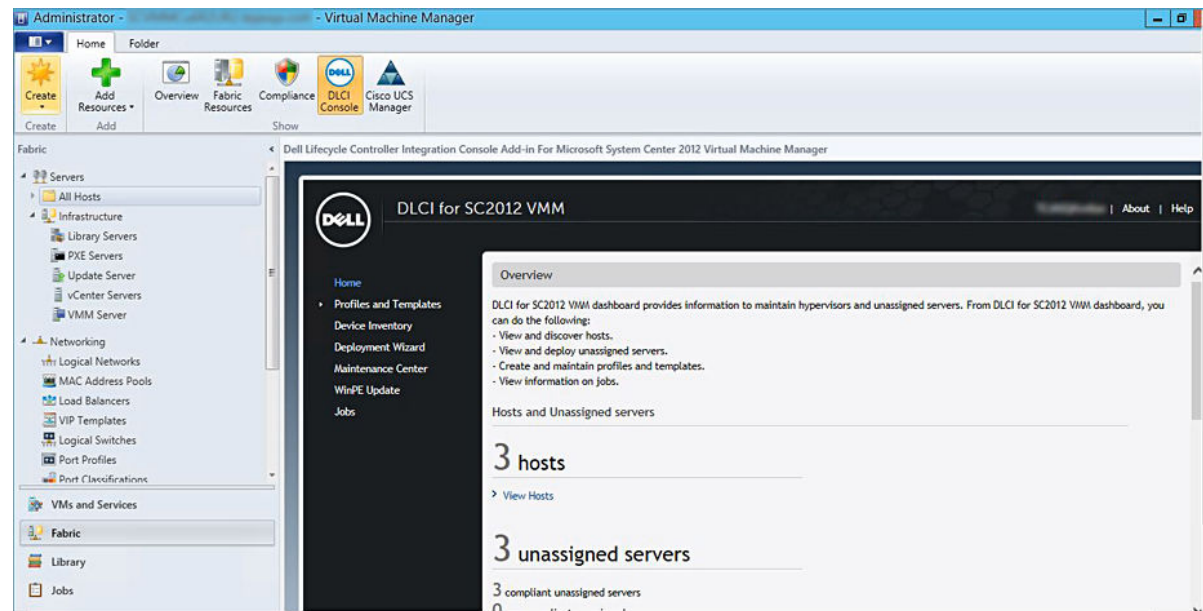 Administrator - - Virtual Machine Manager
Home Folder
Create
Add Resources
Overview
Fabric Resources
Compliance
DELL
DLCI Console
Cisco UCS Manager
Create Add Show
Fabric
Dell Lifecycle Controller Integration Console Add-in For Microsoft System Center 2012 Virtual Machine Manager
Servers
All Hosts
Infrastructure
Library Servers
PXE Servers
Update Server
vCenter Servers
VMM Server
Networking
Logical Networks
MAC Address Pools
Load Balancers
VIP Templates
Logical Switches
Port Profiles
Port Classifications
VMs and Services
Fabric
Library
Jobs
DELL
DLCI for SC2012 VMM
| About | Help
Home
Profiles and Templates
Device Inventory
Deployment Wizard
Maintenance Center
WinPE Update
Jobs
Overview
DLCI for SC2012 VMM dashboard provides information to maintain hypervisors and unassigned servers. From DLCI for SC2012 VMM dashboard, you
can do the following:
- View and discover hosts.
- View and deploy unassigned servers.
- Create and maintain profiles and templates.
- View information on jobs.
Hosts and Unassigned servers
3 hosts
View Hosts
3 unassigned servers
3 compliant unassigned servers